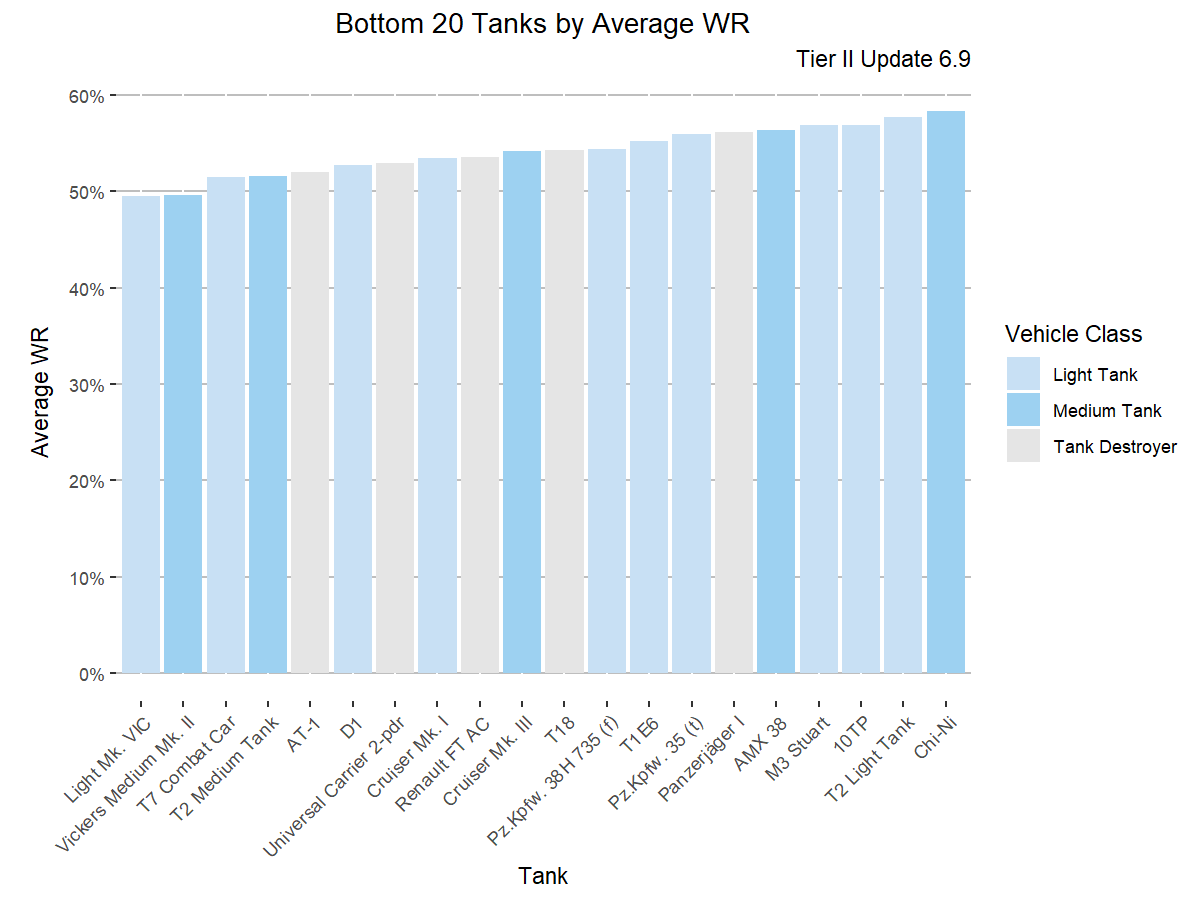 Bottom 20 Tanks by Average WR
Tier II Update 6.9
60%
50%
40%
30%
20%
10%
0%
Average WR
Light Mk. VIC
Vickers Medium Mk. II
T7 Combat Car
T2 Medium Tank
AT-1
D1
Universal Carrier 2-pdr
Cruiser Mk. I
Renault FT AC
Cruiser Mk. III
T18
Pz.Kpfw. 38H 735 (f)
T1E6
Pz.Kpfw. 35 (t)
Panzerjäger I
AMX 38
M3 Stuart
10TP
T2 Light Tank
Chi-Ni
Tank
Vehicle Class
Light Tank
Medium Tank
Tank Destroyer